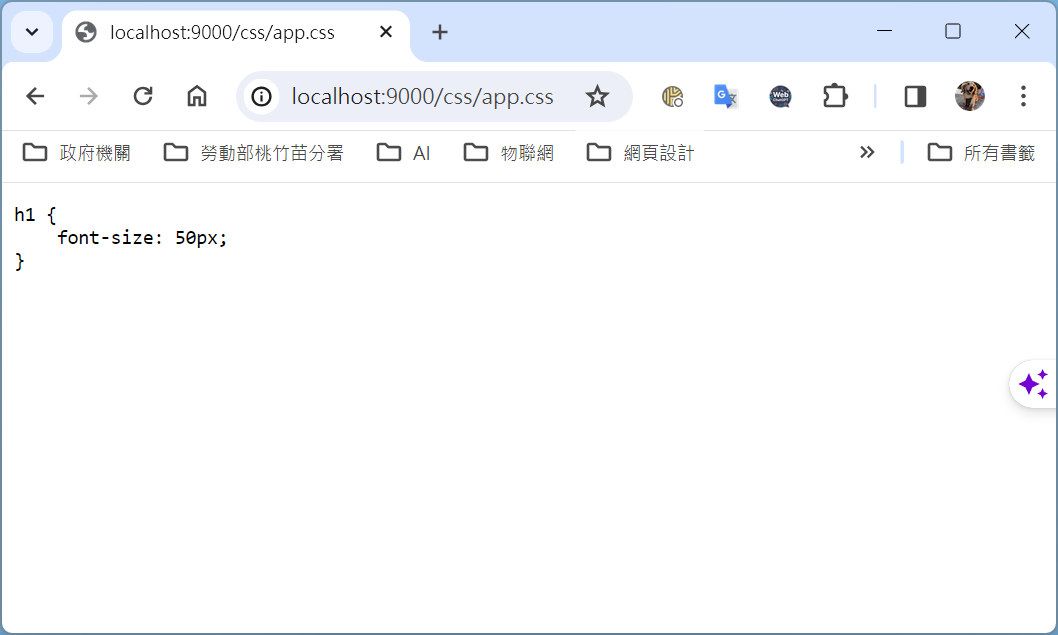 localhost:9000/css/app.css
localhost:9000/css/app.css
政府機關 勞動部桃竹苗分署 AI 物聯網 網頁設計 所有書籤
h1 {
    font-size: 50px;
}